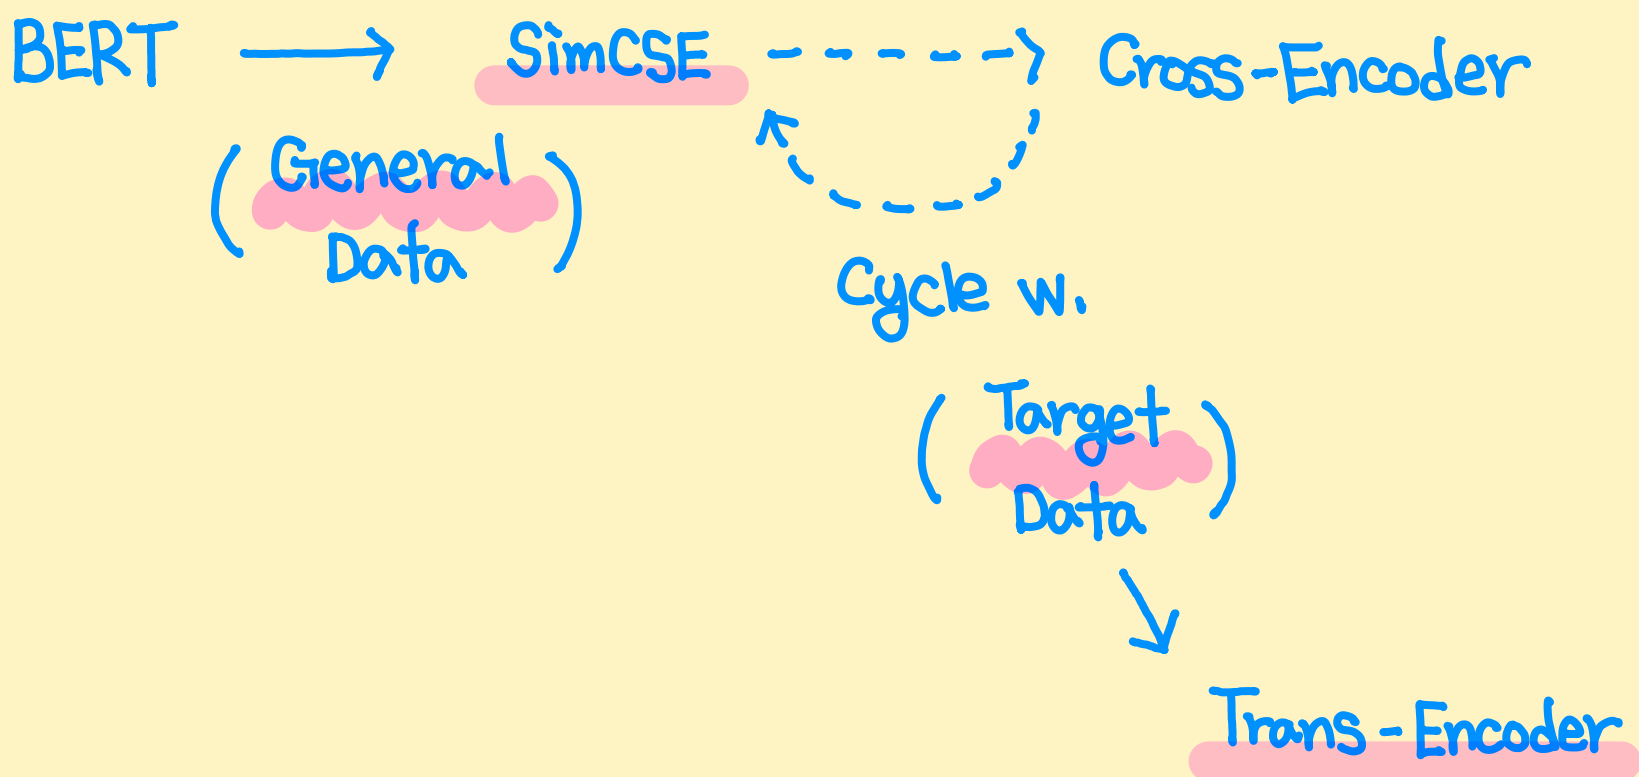 BERT SimCSE Cross-Encoder
(General
Data)
Cycle w.
(Target
Data)
Trans-Encoder